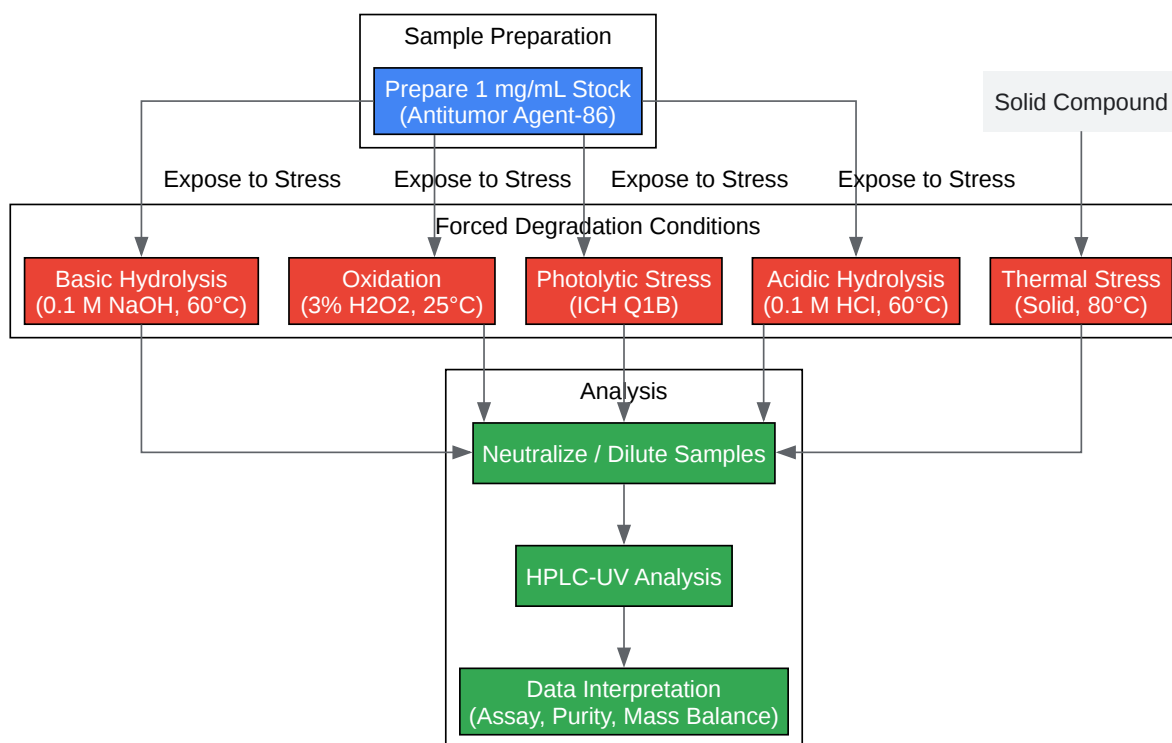 Sample Preparation
Prepare 1 mg/mL Stock
(Antitumor Agent-86)
Solid Compound
Expose to Stress
Expose to Stress
Expose to Stress
Expose to Stress
Forced Degradation Conditions
Basic Hydrolysis
(0.1 M NaOH, 60°C)
Oxidation
(3% H2O2, 25°C)
Photolytic Stress
(ICH Q1B)
Acidic Hydrolysis
(0.1 M HCl, 60°C)
Thermal Stress
(Solid, 80°C)
Analysis
Neutralize / Dilute Samples
HPLC-UV Analysis
Data Interpretation
(Assay, Purity, Mass Balance)